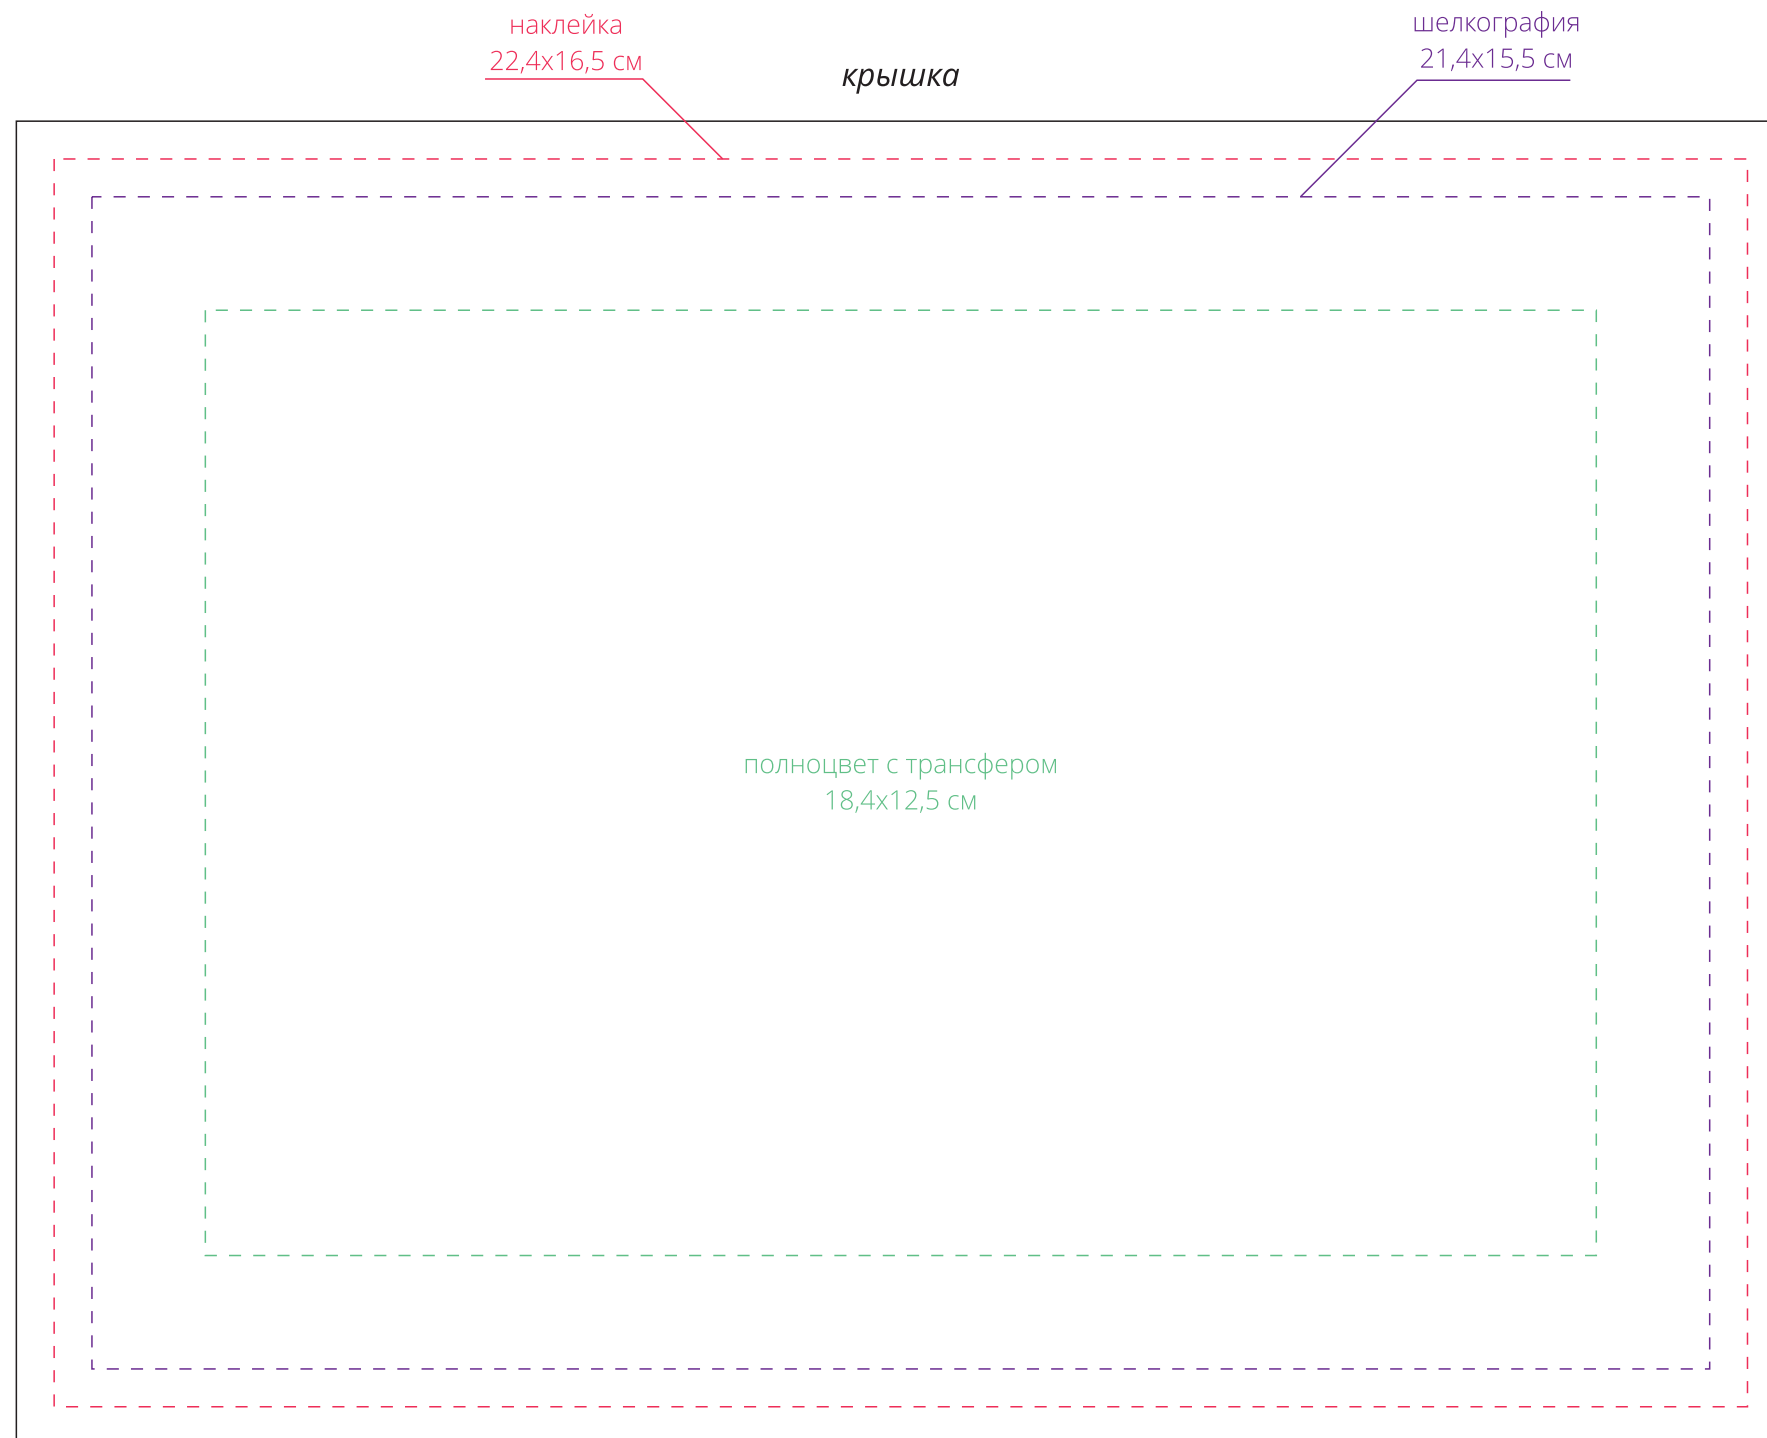 наклейка
22,4х16,5 см
крышка
шелкография
21,4х15,5 см
полноцвет с трансфером
18,4х12,5 см